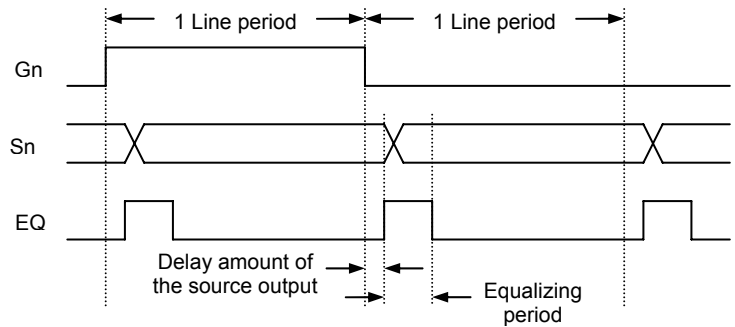 1 Line period
1 Line period
Gn
Sn
EQ
Delay amount of
the source output
Equalizing
period